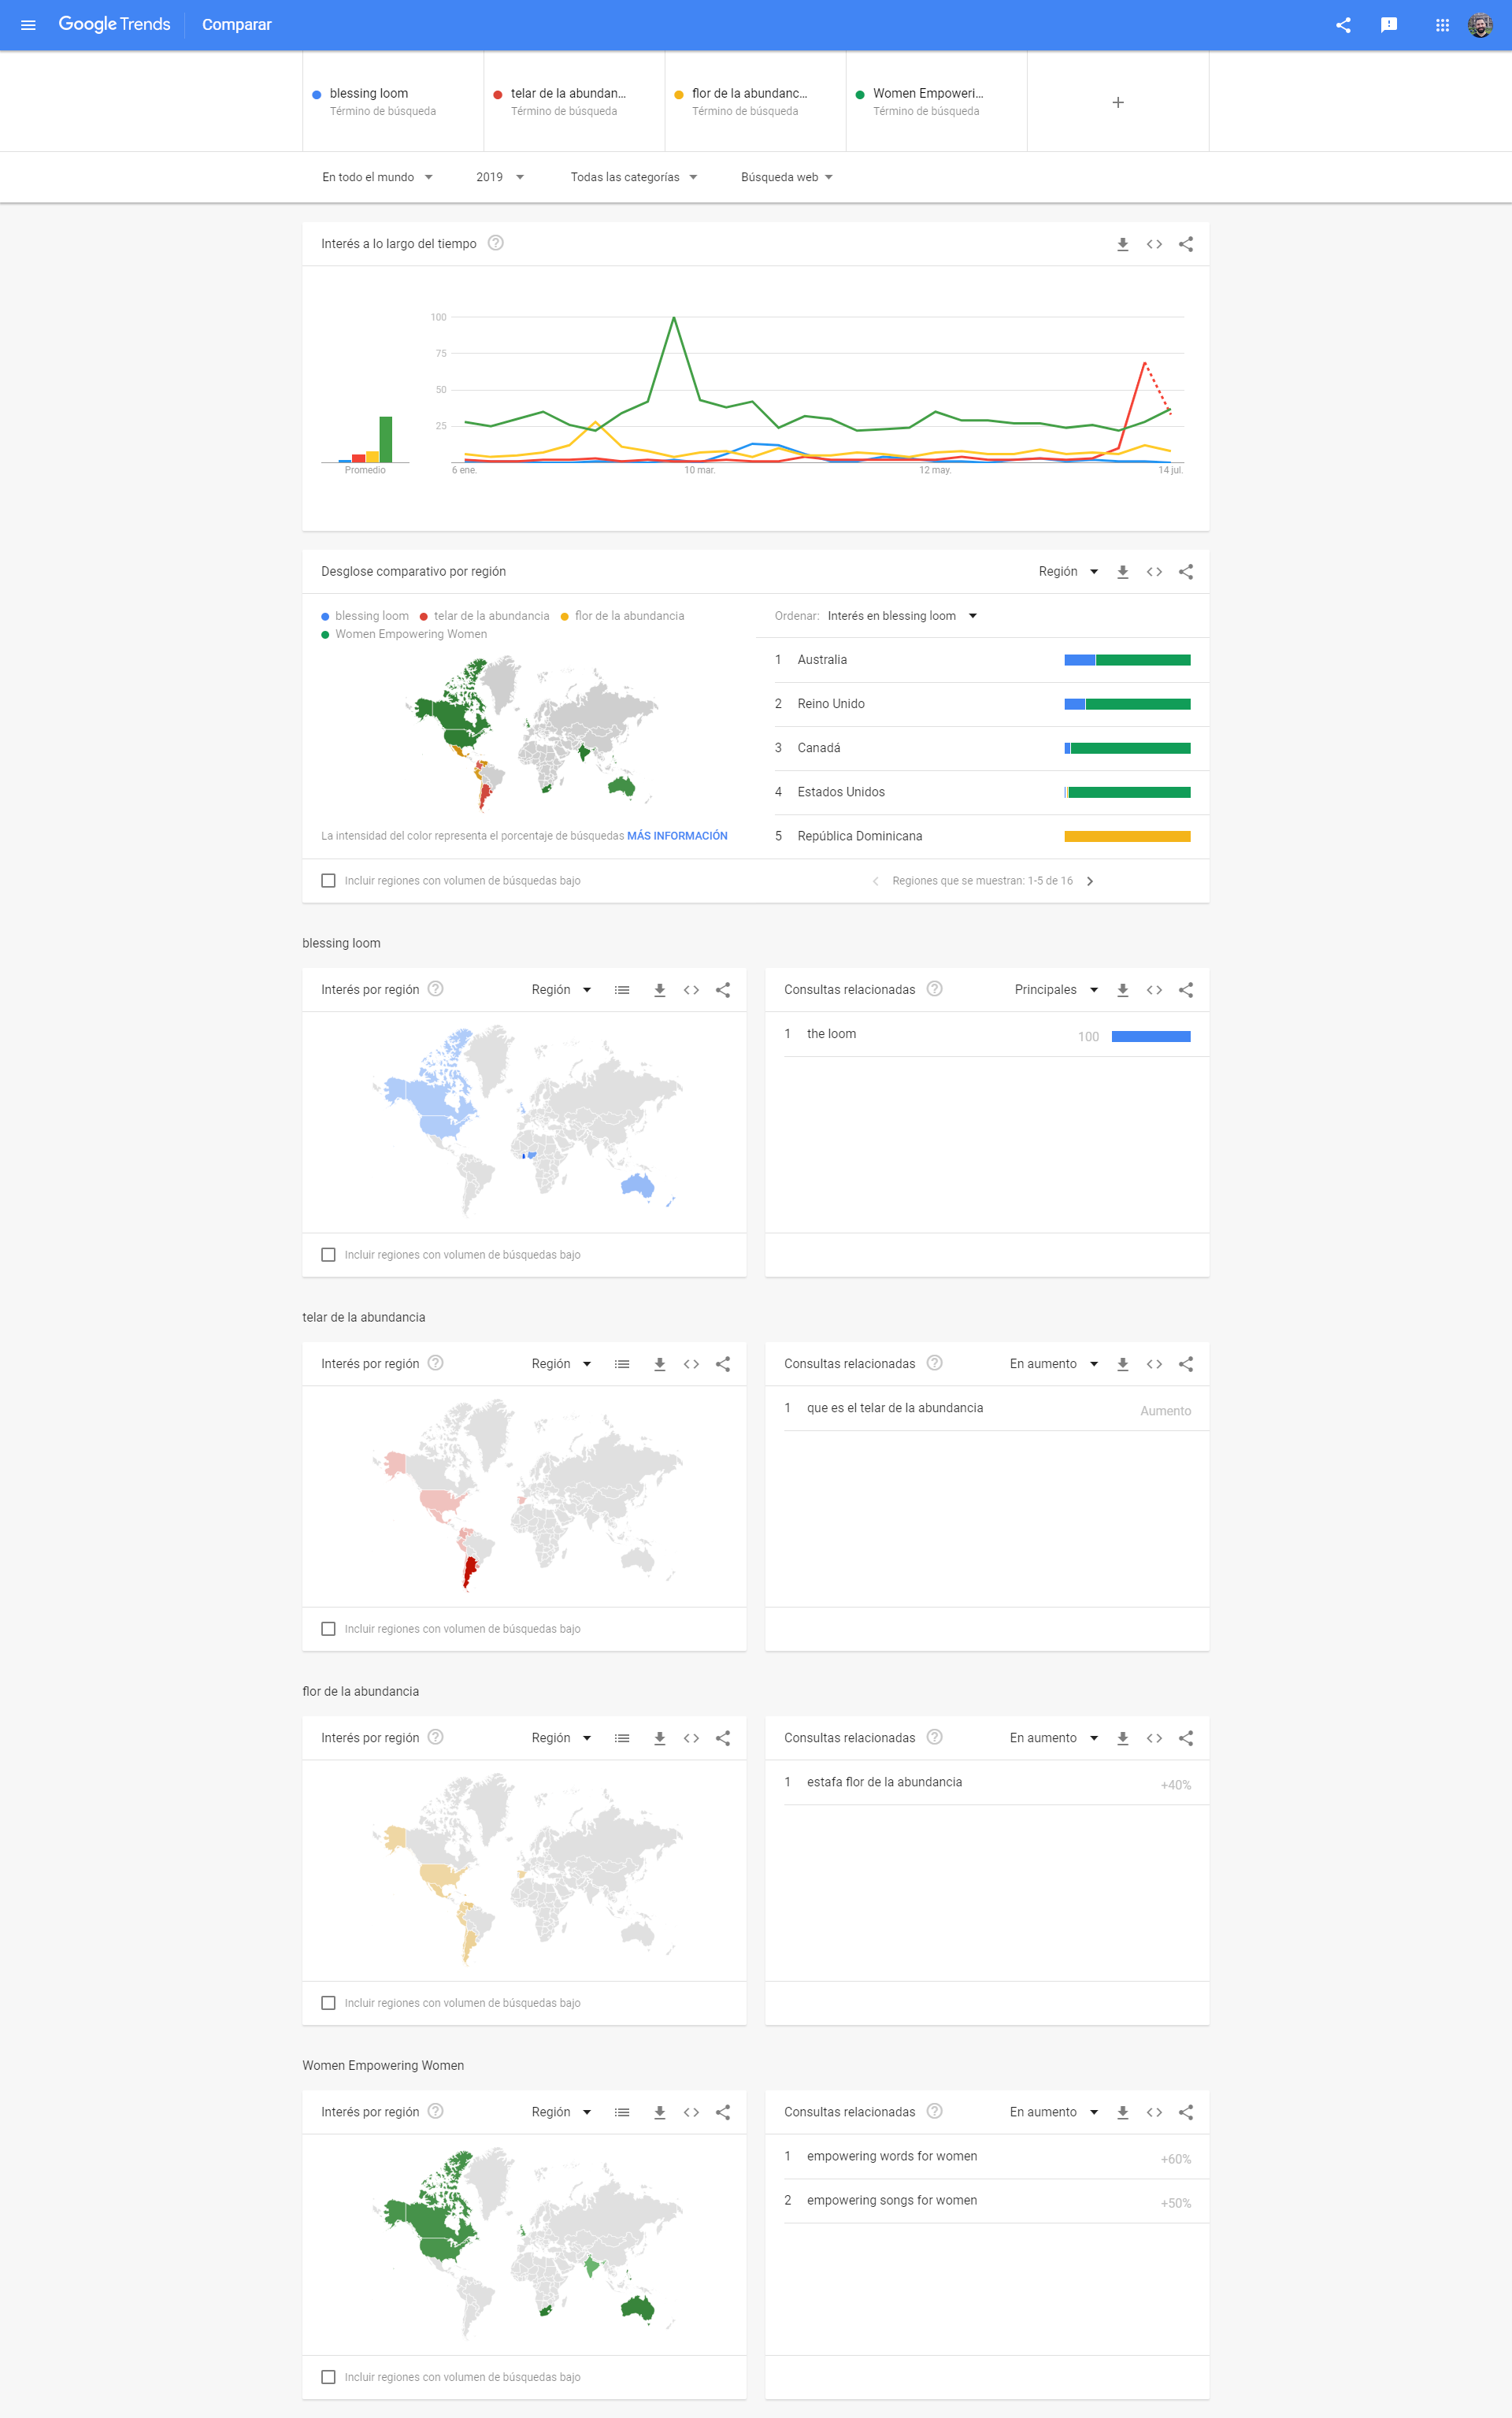 Google Trends Comparar
blessing loom
Término de búsqueda
telar de la abundan...
Término de búsqueda
flor de la abundanc...
Término de búsqueda
Women Empoweri...
Término de búsqueda
En todo el mundo 2019 Todas las categorías Búsqueda web
Interés a lo largo del tiempo
100
75
50
25
Promedio
6 ene. 10 mar. 12 may. 14 jul.
Desglose comparativo por región Región
blessing loom telar de la abundancia flor de la abundancia
Women Empowering Women
La intensidad del color representa el porcentaje de búsquedas MÁS INFORMACIÓN
Ordenar: Interés en blessing loom
1 Australia
2 Reino Unido
3 Canadá
4 Estados Unidos
5 República Dominicana
Incluir regiones con volumen de búsquedas bajo
Regiones que se muestran: 1-5 de 16
blessing loom
Interés por región Región
Incluir regiones con volumen de búsquedas bajo
Consultas relacionadas Principales
1 the loom 100
telar de la abundancia
Interés por región Región
Incluir regiones con volumen de búsquedas bajo
Consultas relacionadas En aumento
1 que es el telar de la abundancia Aumento
flor de la abundancia
Interés por región Región
Incluir regiones con volumen de búsquedas bajo
Consultas relacionadas En aumento
1 estafa flor de la abundancia +40%
Women Empowering Women
Interés por región Región
Incluir regiones con volumen de búsquedas bajo
Consultas relacionadas En aumento
1 empowering words for women +60%
2 empowering songs for women +50%